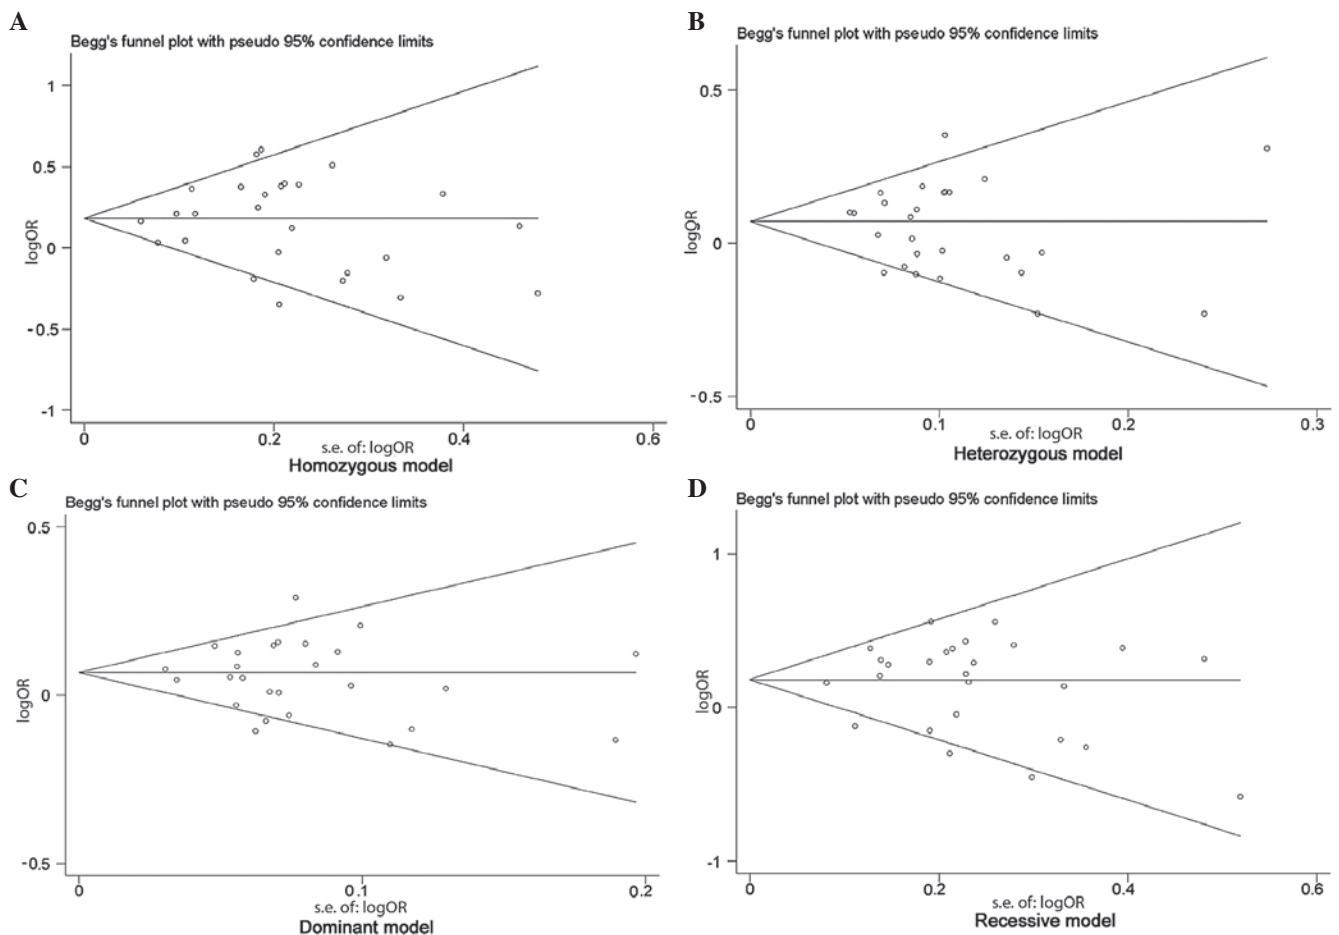 A
Begg's funnel plot with pseudo 95% confidence limits
1
0.5
0
-0.5
-1
logOR
0 0.2 0.4 0.6
s.e. of: logOR
Homozygous model
B
Begg's funnel plot with pseudo 95% confidence limits
0.5
0
-0.5
logOR
0 0.1 0.2 0.3
s.e. of: logOR
Heterozygous model
C
Begg's funnel plot with pseudo 95% confidence limits
0.5
0
-0.5
logOR
0 0.1 0.2
s.e. of: logOR
Dominant model
D
Begg's funnel plot with pseudo 95% confidence limits
1
0
-1
logOR
0 0.2 0.4 0.6
s.e. of: logOR
Recessive model